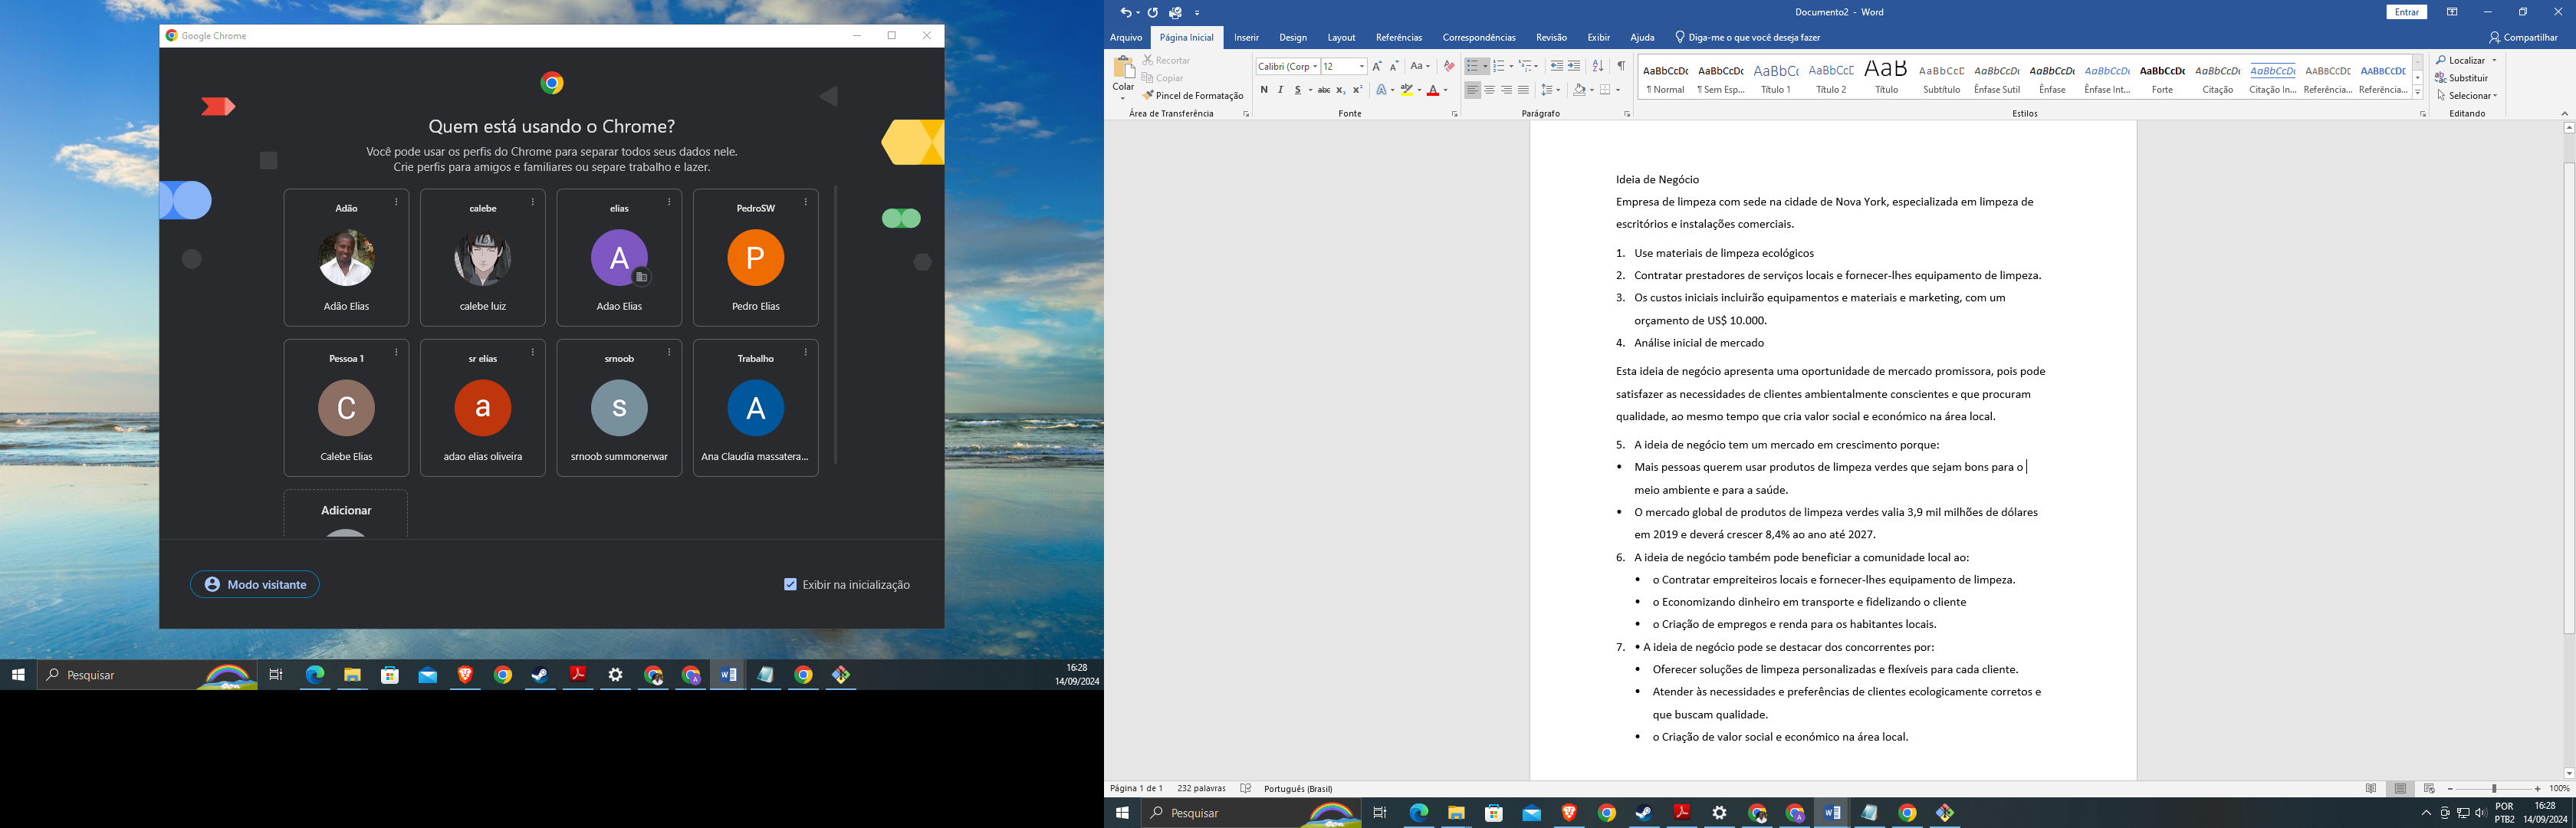 Google Chrome
Quem está usando o Chrome?
Você pode usar os perfis do Chrome para separar todos seus dados nele.
Crie perfis para amigos e familiares ou separe trabalho e lazer.
Adão
calebe
elias
PedroSW
A
P
Adão Elias
calebe luiz
Adao Elias
Pedro Elias
Pessoa 1
sr elias
srnoob
Trabalho
C
a
s
A
Calebe Elias
adao elias oliveira
srnoob summonerwar
Ana Claudia massatera...
Adicionar
Modo visitante
Exibir na inicialização
Pesquisar
16:28
14/09/2024
Documento2 - Word
Entrar
Arquivo
Página Inicial
Inserir
Design
Layout
Referências
Correspondências
Revisão
Exibir
Ajuda
Diga-me o que você deseja fazer
Compartilhar
Colar
Recortar
Copiar
Pincel de Formatação
Área de Transferência
Calibri (Corp
12
Aa
N I S abc x₂ x²
Fonte
Parágrafo
AaBbCcDc
AaBbCcDc
AaBbCc
AaBbCcE
AaB
AaBbCcD
AaBbCcDi
AaBbCcDi
AaBbCcDi
AaBbCcDc
AaBbCcDi
AaBbCcDi
AaBbCcDd
AaBbCcDd
¶ Normal
¶ Sem Esp...
Título 1
Título 2
Título
Subtítulo
Ênfase Sutil
Ênfase
Ênfase Int...
Forte
Citação
Citação In...
Referência...
Referência...
Estilos
Localizar
Substituir
Selecionar
Editando
Ideia de Negócio
Empresa de limpeza com sede na cidade de Nova York, especializada em limpeza de
escritórios e instalações comerciais.
1. Use materiais de limpeza ecológicos
2. Contratar prestadores de serviços locais e fornecer-lhes equipamento de limpeza.
3. Os custos iniciais incluirão equipamentos e materiais e marketing, com um
orçamento de US$ 10.000.
4. Análise inicial de mercado
Esta ideia de negócio apresenta uma oportunidade de mercado promissora, pois pode
satisfazer as necessidades de clientes ambientalmente conscientes e que procuram
qualidade, ao mesmo tempo que cria valor social e económico na área local.
5. A ideia de negócio tem um mercado em crescimento porque:
• Mais pessoas querem usar produtos de limpeza verdes que sejam bons para o
meio ambiente e para a saúde.
• O mercado global de produtos de limpeza verdes valia 3,9 mil milhões de dólares
em 2019 e deverá crescer 8,4% ao ano até 2027.
6. A ideia de negócio também pode beneficiar a comunidade local ao:
• o Contratar empreiteiros locais e fornecer-lhes equipamento de limpeza.
• o Economizando dinheiro em transporte e fidelizando o cliente
• o Criação de empregos e renda para os habitantes locais.
7. • A ideia de negócio pode se destacar dos concorrentes por:
• Oferecer soluções de limpeza personalizadas e flexíveis para cada cliente.
• Atender às necessidades e preferências de clientes ecologicamente corretos e
que buscam qualidade.
• o Criação de valor social e económico na área local.
Página 1 de 1
232 palavras
Português (Brasil)
100%
Pesquisar
POR
PTB2
16:28
14/09/2024